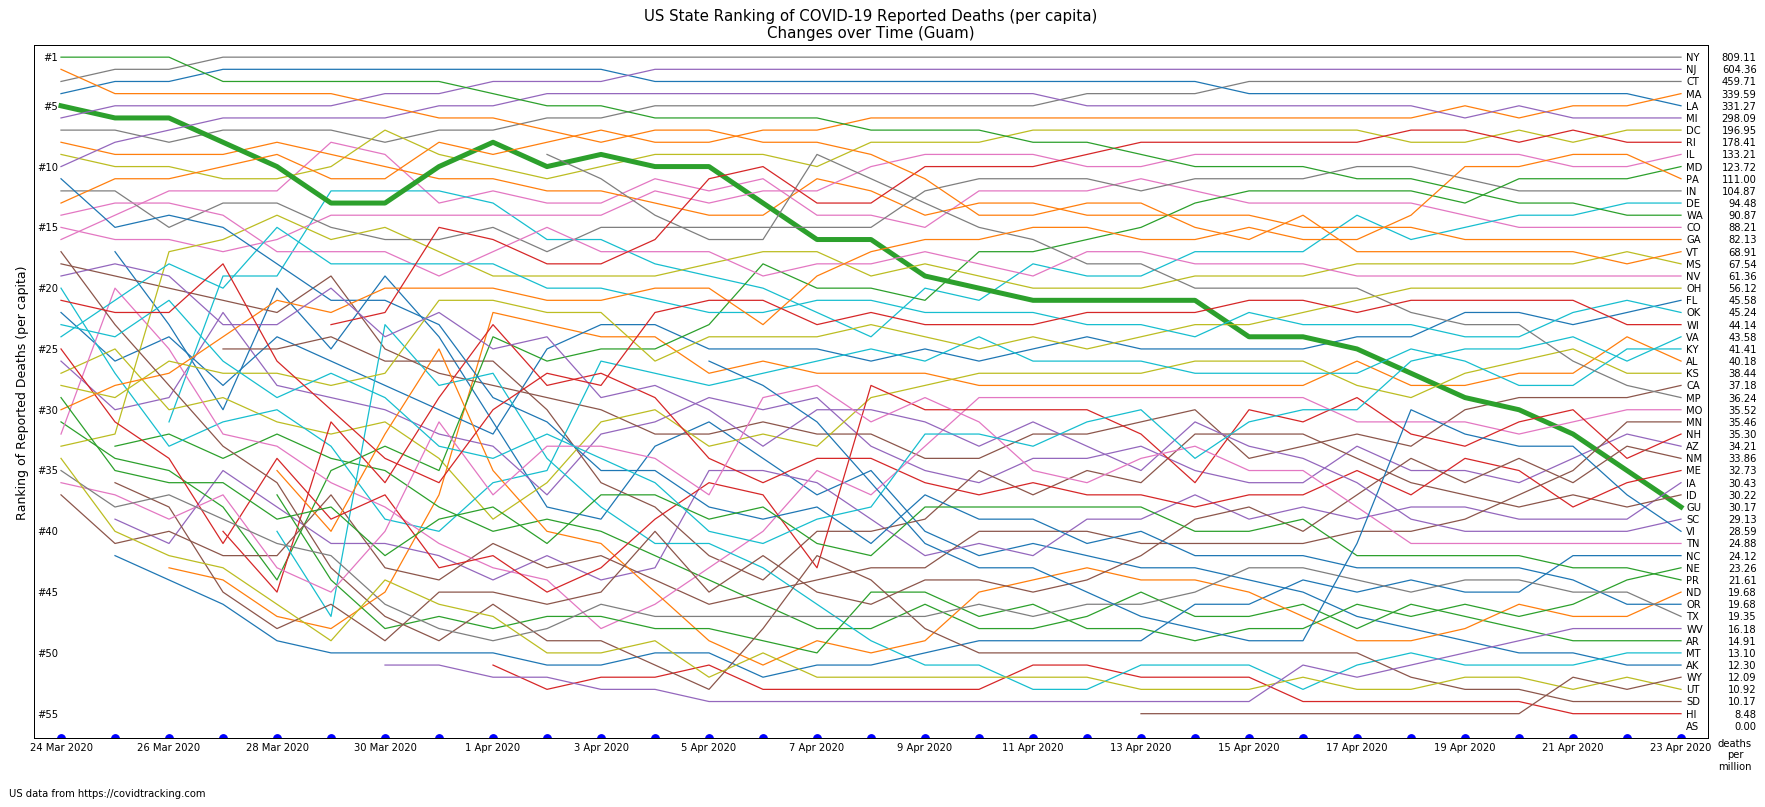 US State Ranking of COVID-19 Reported Deaths (per capita)
Changes over Time (Guam)
Ranking of Reported Deaths (per capita)
#1
#5
#10
#15
#20
#25
#30
#35
#40
#45
#50
#55
NY 809.11
NJ 604.36
CT 459.71
MA 339.59
LA 331.27
MI 298.09
DC 196.95
RI 178.41
IL 133.21
MD 123.72
PA 111.00
IN 104.87
DE 94.48
WA 90.87
CO 88.21
GA 82.13
VT 68.91
MS 67.54
NV 61.36
OH 56.12
FL 45.58
OK 45.24
WI 44.14
VA 43.58
KY 41.41
AL 40.18
KS 38.44
CA 37.18
MP 36.24
MO 35.52
MN 35.46
NH 35.30
AZ 34.21
NM 33.86
ME 32.73
IA 30.43
ID 30.22
GU 30.17
SC 29.13
VI 28.59
TN 24.88
NC 24.12
NE 23.26
PR 21.61
ND 19.68
OR 19.68
TX 19.35
WV 16.18
AR 14.91
MT 13.10
AK 12.30
WY 12.09
UT 10.92
SD 10.17
HI 8.48
AS 0.00
24 Mar 2020 26 Mar 2020 28 Mar 2020 30 Mar 2020 1 Apr 2020 3 Apr 2020 5 Apr 2020 7 Apr 2020 9 Apr 2020 11 Apr 2020 13 Apr 2020 15 Apr 2020 17 Apr 2020 19 Apr 2020 21 Apr 2020 23 Apr 2020
deaths
per
million
US data from https://covidtracking.com